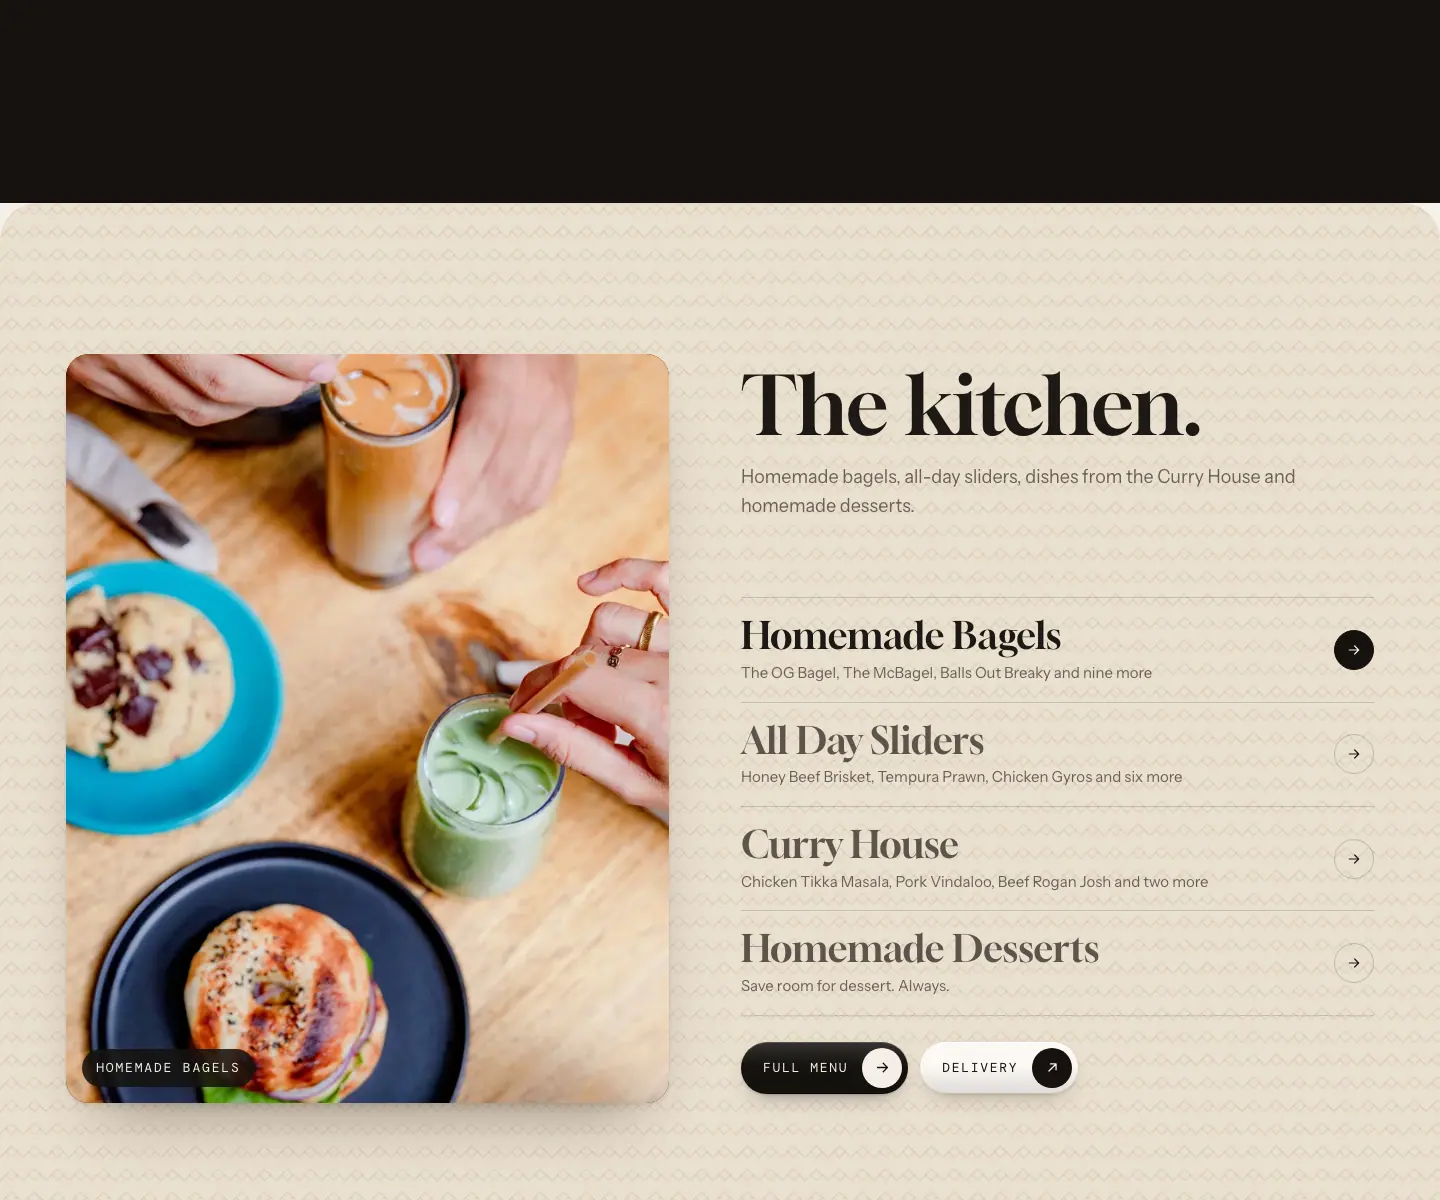 The kitchen.
Homemade bagels, all-day sliders, dishes from the Curry House and
homemade desserts.
Homemade Bagels
The OG Bagel, The McBagel, Balls Out Breaky and nine more
All Day Sliders
Honey Beef Brisket, Tempura Prawn, Chicken Gyros and six more
Curry House
Chicken Tikka Masala, Pork Vindaloo, Beef Rogan Josh and two more
Homemade Desserts
Save room for dessert. Always.
HOMEMADE BAGELS
FULL MENU
DELIVERY